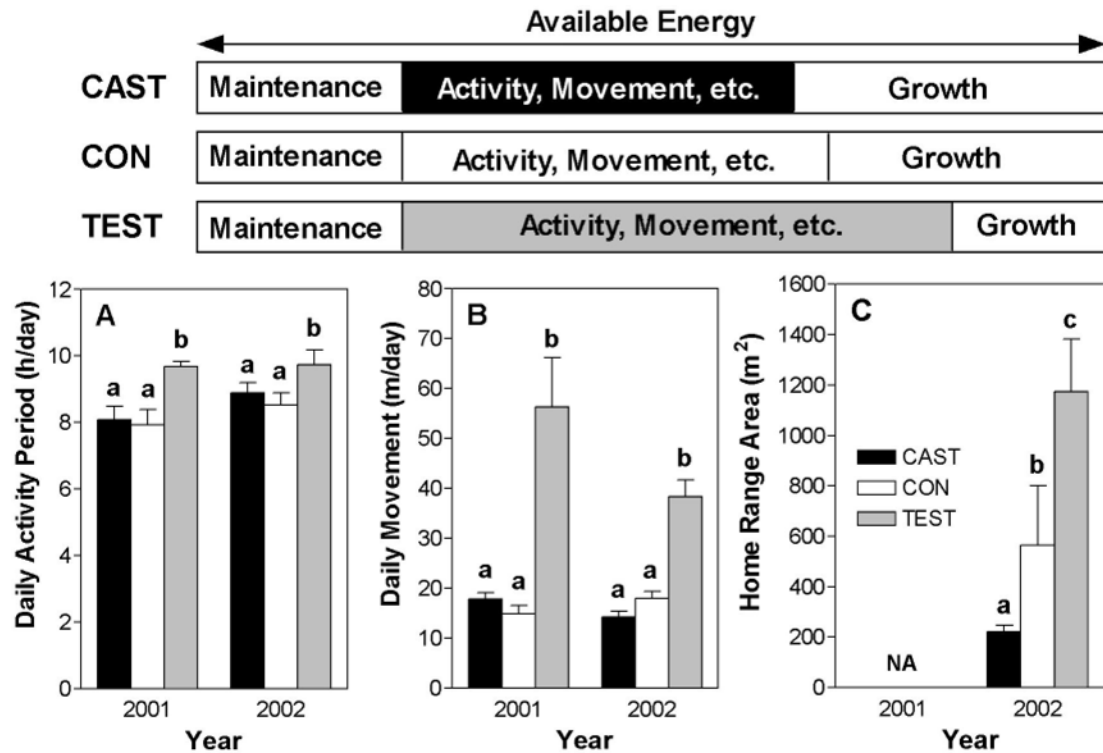 Available Energy
CAST Maintenance Activity, Movement, etc. Growth
CON Maintenance Activity, Movement, etc. Growth
TEST Maintenance Activity, Movement, etc. Growth
A
Daily Activity Period (h/day)
12
10
8
6
4
2
0
a a b a a b
2001 2002
Year
B
Daily Movement (m/day)
80
70
60
50
40
30
20
10
0
a a b a a b
2001 2002
Year
C
Home Range Area (m²)
1600
1400
1200
1000
800
600
400
200
0
CAST
CON
TEST
NA
a b c
2001 2002
Year